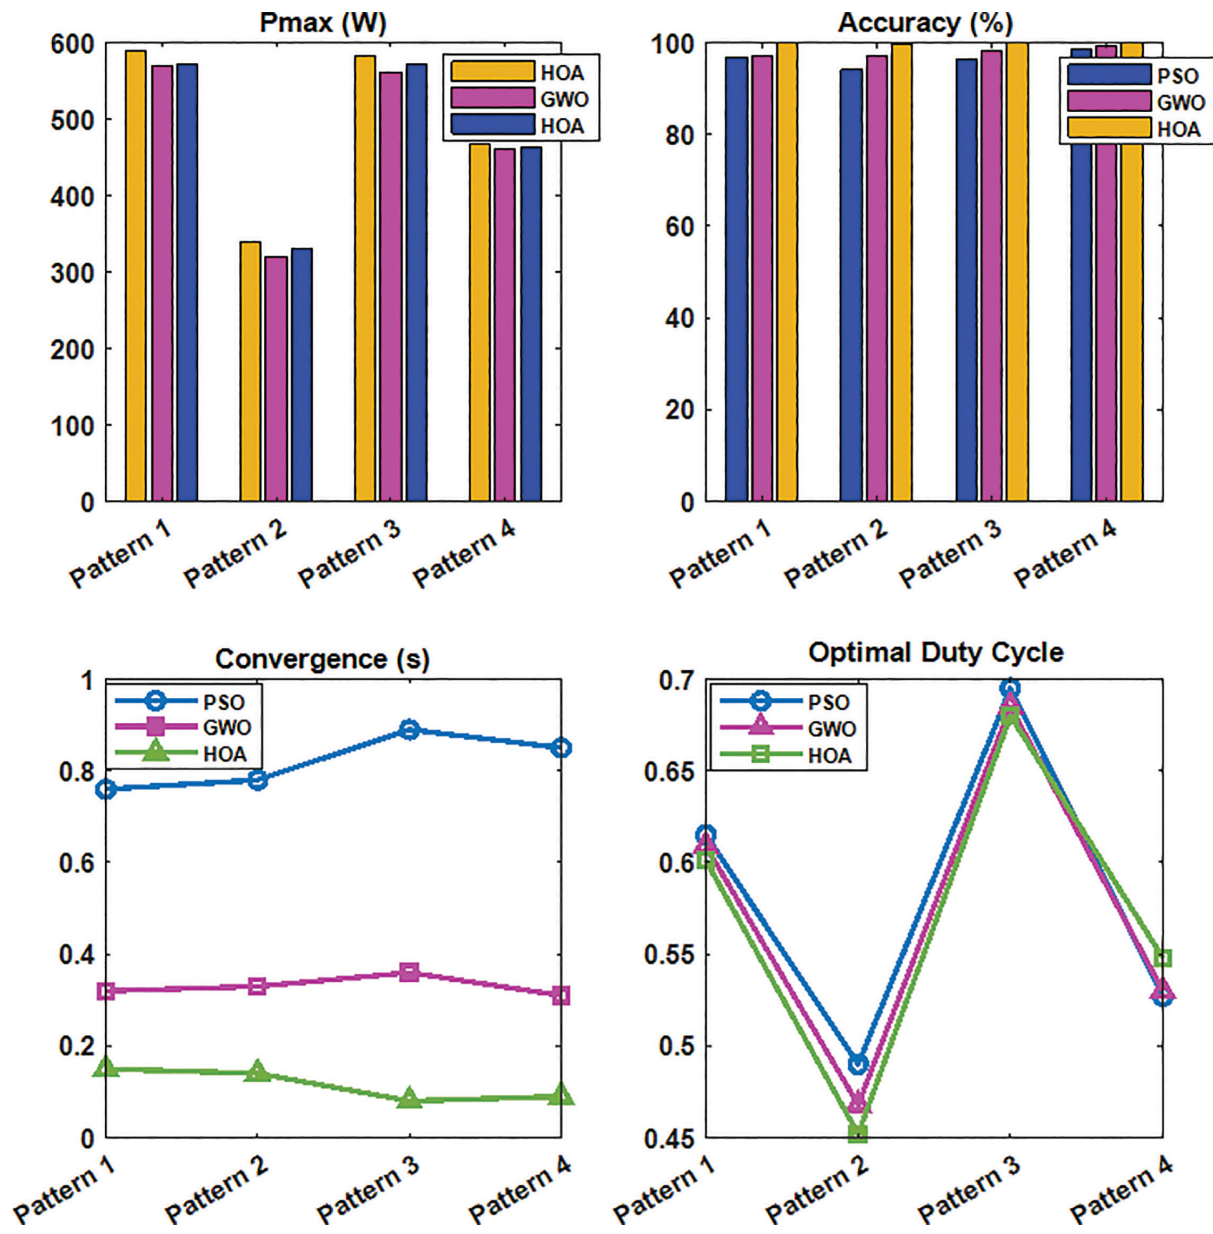 Pmax (W)
600
500
400
300
200
100
0
HOA
GWO
HOA
Pattern 1
Pattern 2
Pattern 3
Pattern 4
Accuracy (%)
100
80
60
40
20
0
PSO
GWO
HOA
Pattern 1
Pattern 2
Pattern 3
Pattern 4
Convergence (s)
1
0.8
0.6
0.4
0.2
0
PSO
GWO
HOA
Pattern 1
Pattern 2
Pattern 3
Pattern 4
Optimal Duty Cycle
0.7
0.65
0.6
0.55
0.5
0.45
PSO
GWO
HOA
Pattern 1
Pattern 2
Pattern 3
Pattern 4